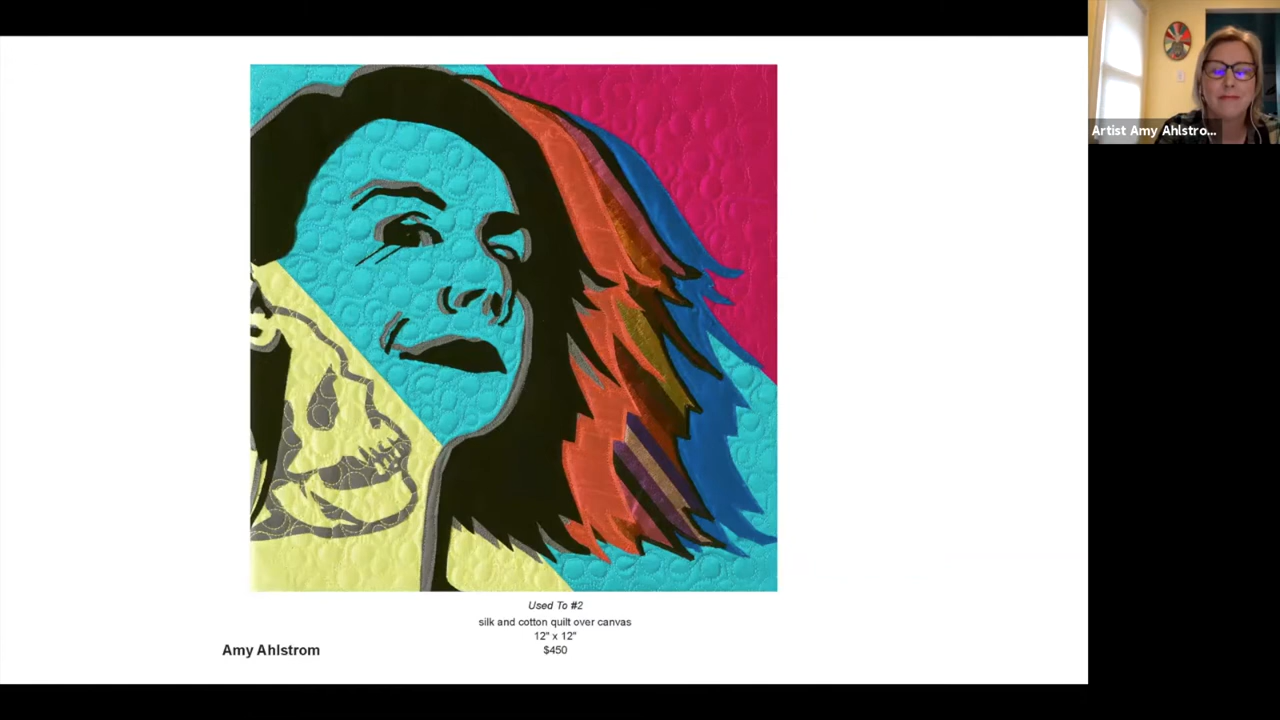 Artist Amy Ahlstro...
Used To #2
silk and cotton quilt over canvas
12" x 12"
$450
Amy Ahlstrom